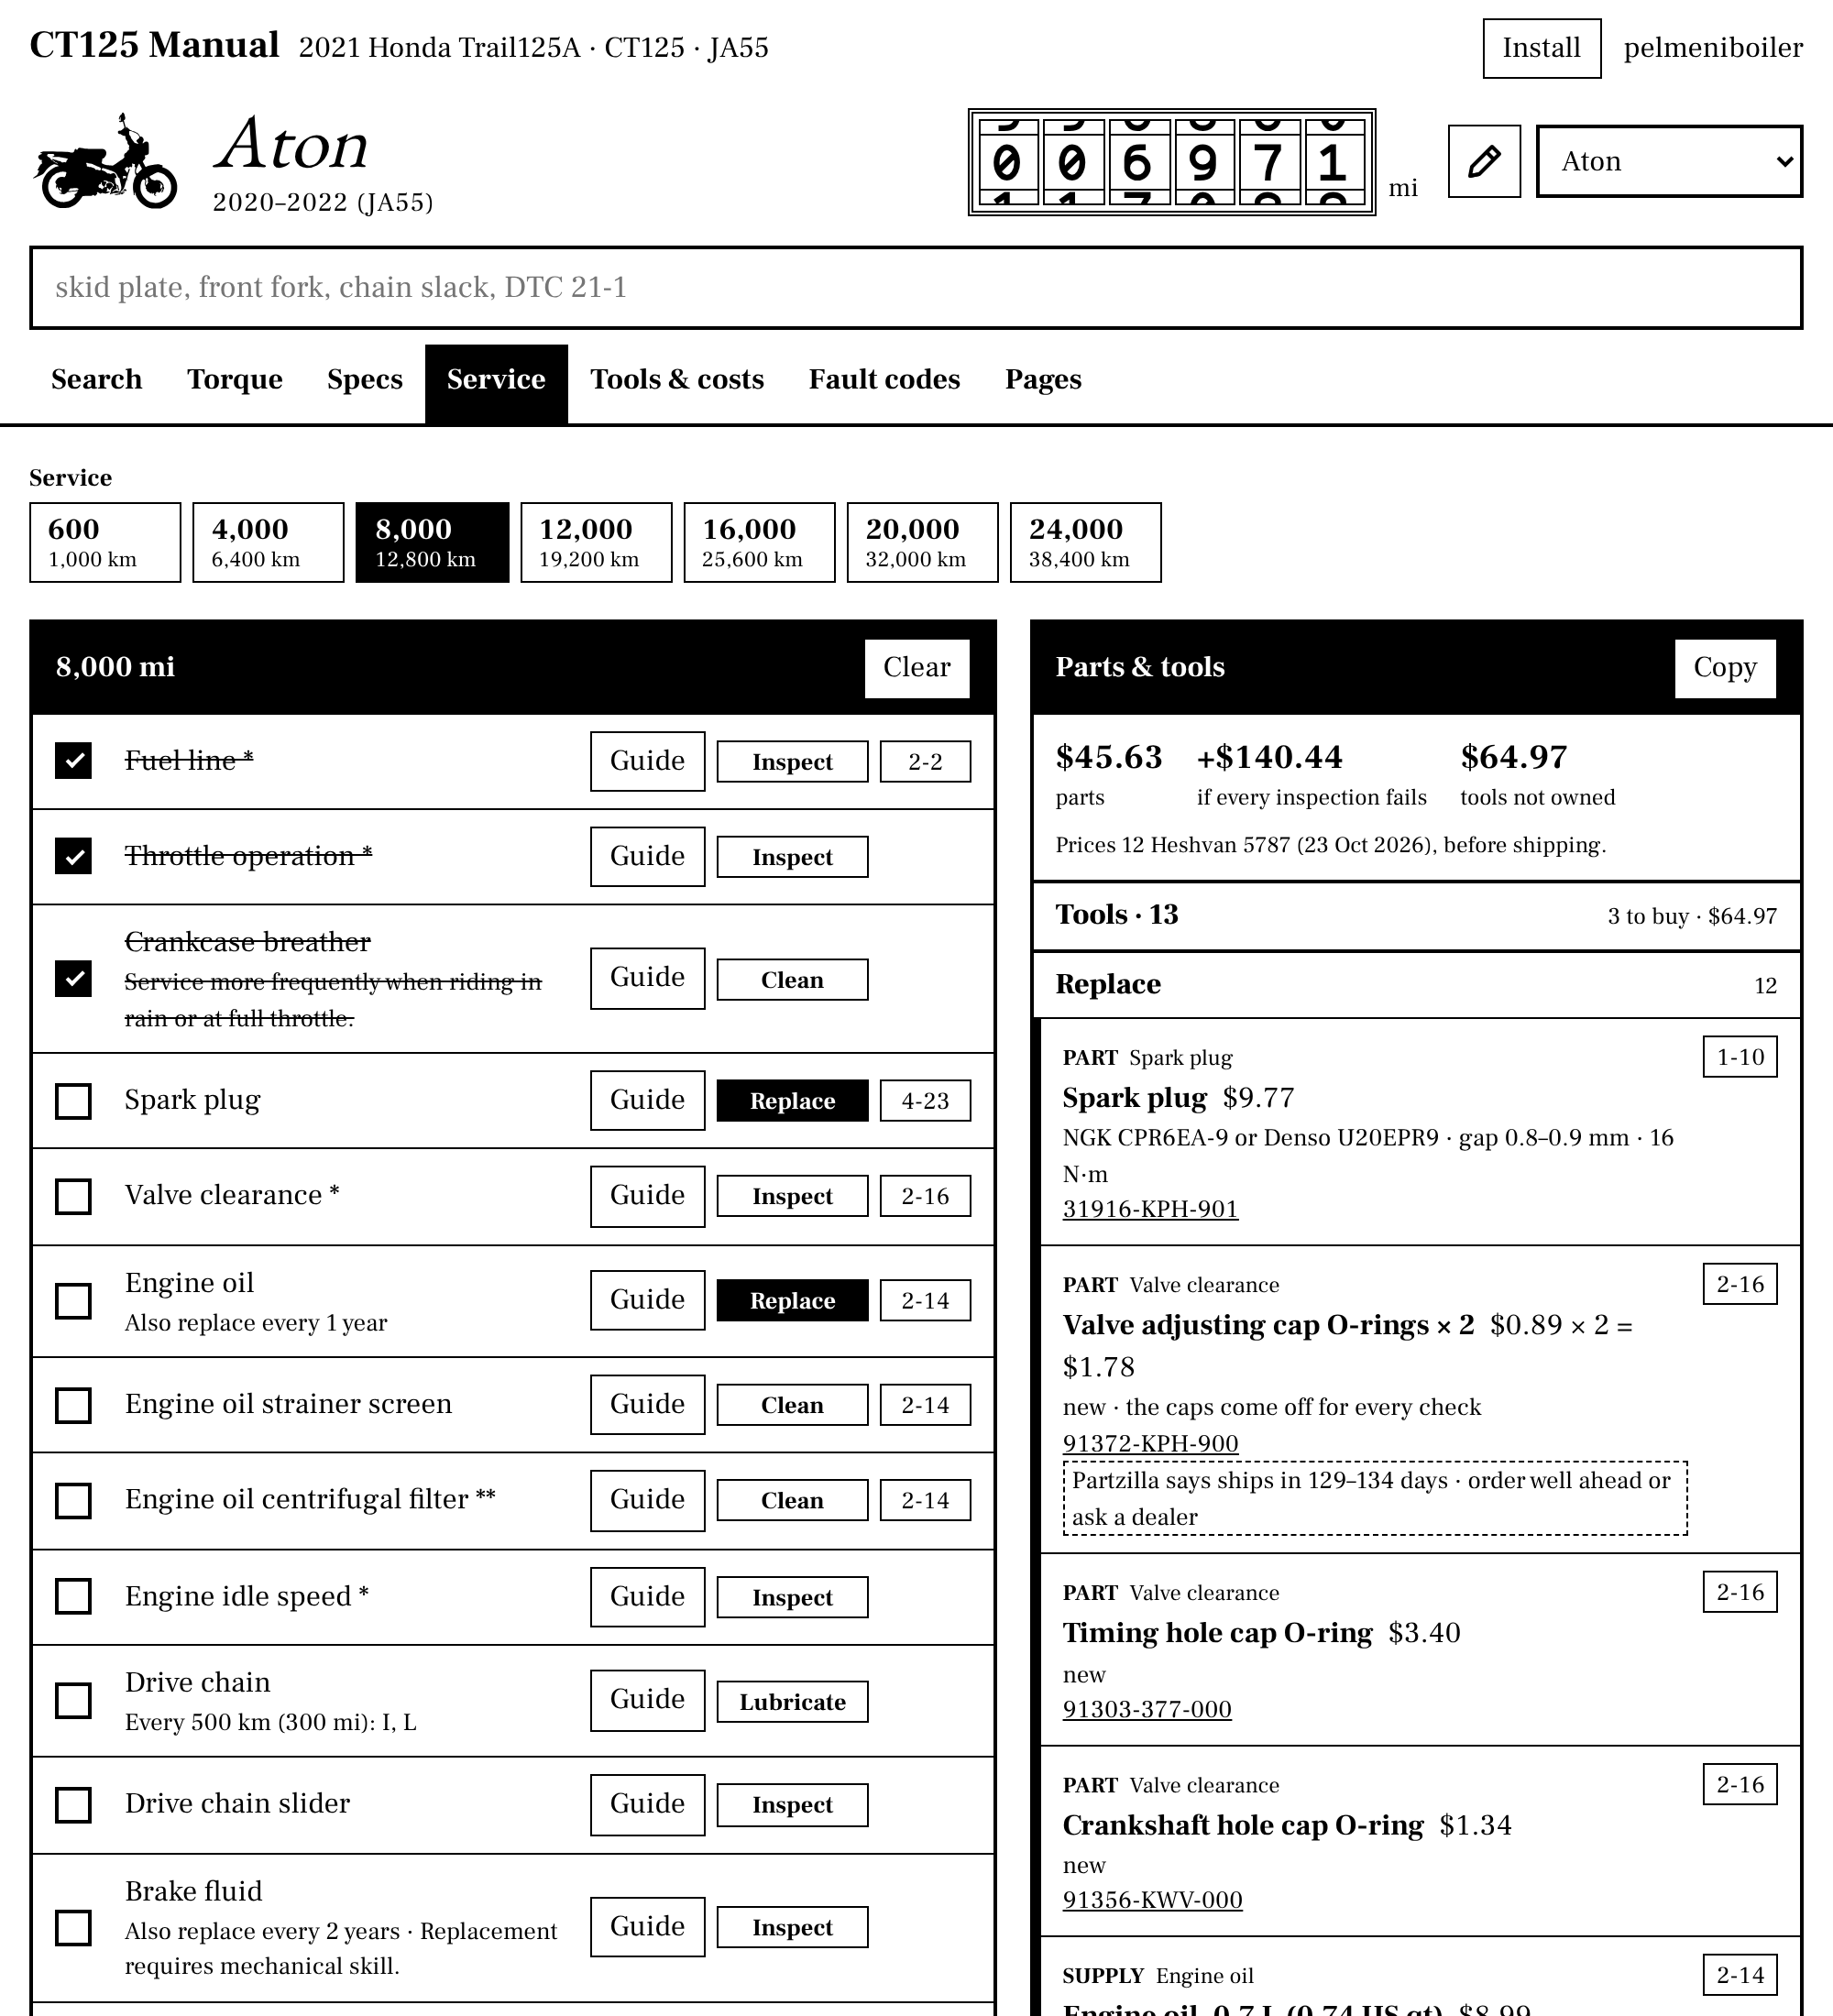 CT125 Manual 2021 Honda Trail125A · CT125 · JA55
Install
pelmeniboiler
Aton
2020–2022 (JA55)
0 0 6 9 7 1
mi
Aton
skid plate, front fork, chain slack, DTC 21-1
Search Torque Specs Service Tools & costs Fault codes Pages
Service
600
1,000 km
4,000
6,400 km
8,000
12,800 km
12,000
19,200 km
16,000
25,600 km
20,000
32,000 km
24,000
38,400 km
8,000 mi
Clear
Fuel line *
Guide Inspect 2-2
Throttle operation *
Guide Inspect
Crankcase breather
Service more frequently when riding in
rain or at full throttle.
Guide Clean
Spark plug
Guide Replace 4-23
Valve clearance *
Guide Inspect 2-16
Engine oil
Also replace every 1 year
Guide Replace 2-14
Engine oil strainer screen
Guide Clean 2-14
Engine oil centrifugal filter **
Guide Clean 2-14
Engine idle speed *
Guide Inspect
Drive chain
Every 500 km (300 mi): I, L
Guide Lubricate
Drive chain slider
Guide Inspect
Brake fluid
Also replace every 2 years · Replacement
requires mechanical skill.
Guide Inspect
Parts & tools
Copy
$45.63
parts
+$140.44
if every inspection fails
$64.97
tools not owned
Prices 12 Heshvan 5787 (23 Oct 2026), before shipping.
Tools · 13
3 to buy · $64.97
Replace
12
PART Spark plug
1-10
Spark plug $9.77
NGK CPR6EA-9 or Denso U20EPR9 · gap 0.8–0.9 mm · 16
N·m
31916-KPH-901
PART Valve clearance
2-16
Valve adjusting cap O-rings × 2 $0.89 × 2 =
$1.78
new · the caps come off for every check
91372-KPH-900
Partzilla says ships in 129–134 days · order well ahead or
ask a dealer
PART Valve clearance
2-16
Timing hole cap O-ring $3.40
new
91303-377-000
PART Valve clearance
2-16
Crankshaft hole cap O-ring $1.34
new
91356-KWV-000
SUPPLY Engine oil
2-14
Engine oil, 0.7 L (0.74 US qt) $8.99